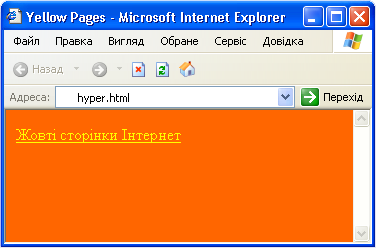 Yellow Pages - Microsoft Internet Explorer
Файл Правка Вигляд Обране Сервіс Довідка
Назад
Адреса: hyper.html Перехід
Жовті сторінки Інтернет